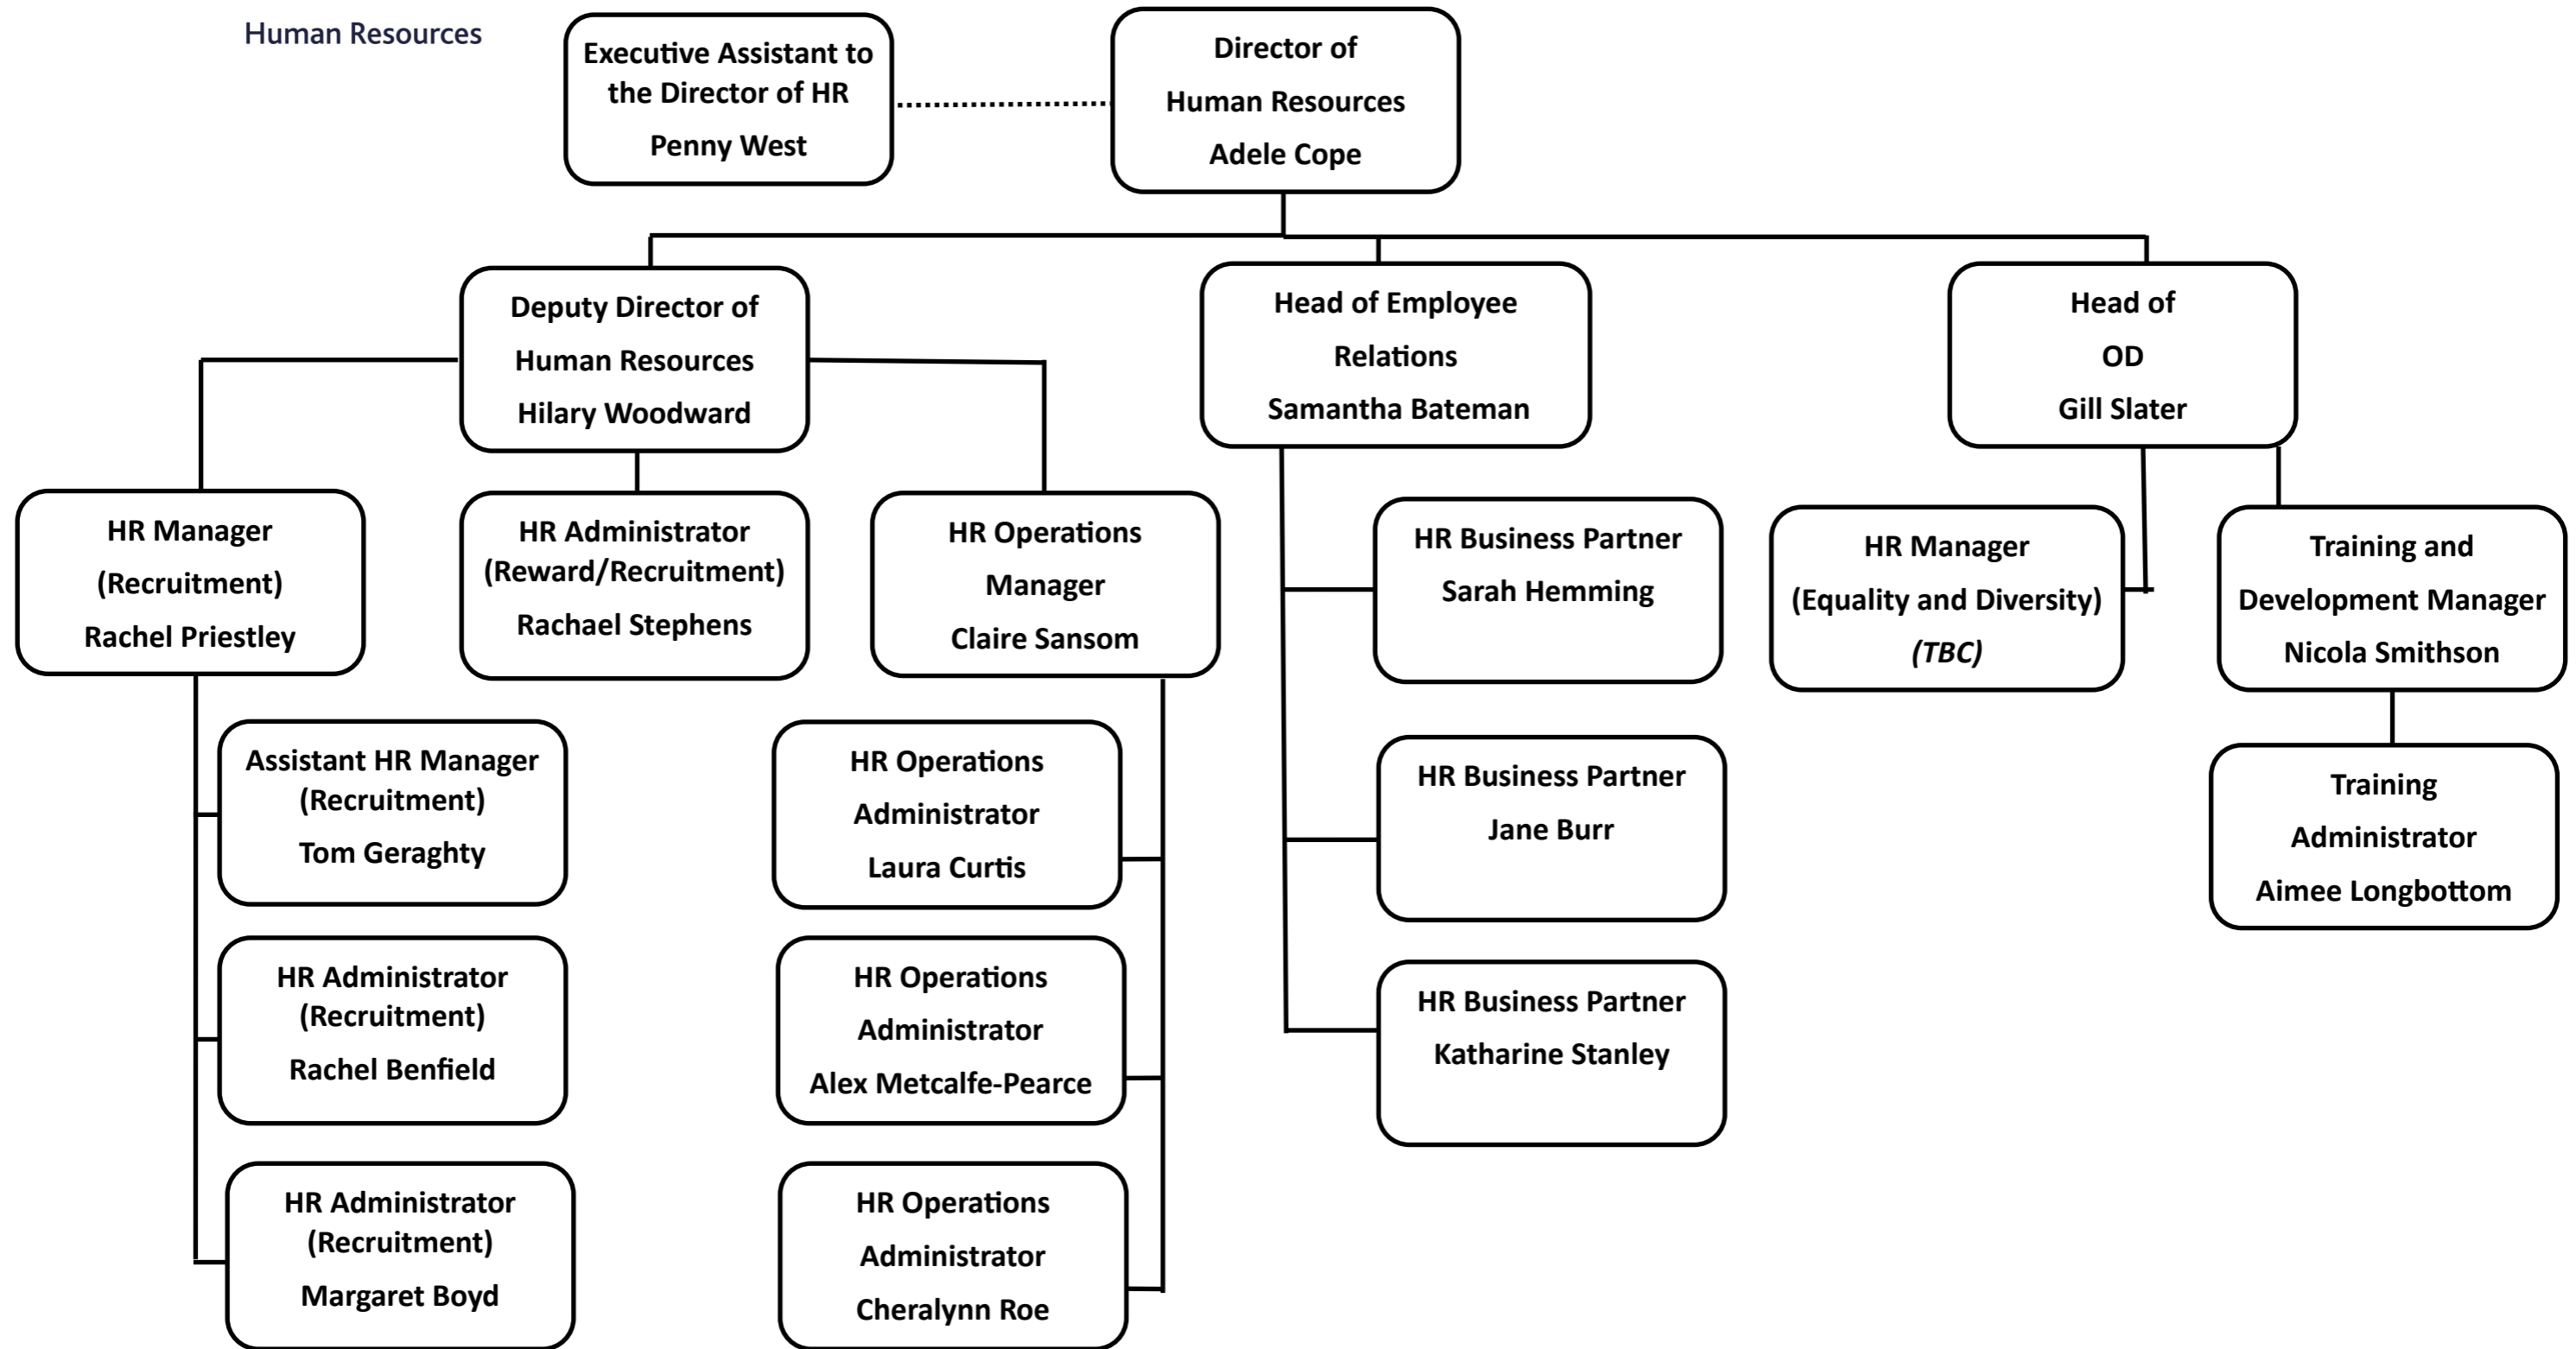 Human Resources
Executive Assistant to
the Director of HR
Penny West
Director of
Human Resources
Adele Cope
Deputy Director of
Human Resources
Hilary Woodward
Head of Employee
Relations
Samantha Bateman
Head of
OD
Gill Slater
HR Manager
(Recruitment)
Rachel Priestley
HR Administrator
(Reward/Recruitment)
Rachael Stephens
HR Operations
Manager
Claire Sansom
HR Business Partner
Sarah Hemming
HR Manager
(Equality and Diversity)
(TBC)
Training and
Development Manager
Nicola Smithson
Assistant HR Manager
(Recruitment)
Tom Geraghty
HR Operations
Administrator
Laura Curtis
HR Business Partner
Jane Burr
Training
Administrator
Aimee Longbottom
HR Administrator
(Recruitment)
Rachel Benfield
HR Operations
Administrator
Alex Metcalfe-Pearce
HR Business Partner
Katharine Stanley
HR Administrator
(Recruitment)
Margaret Boyd
HR Operations
Administrator
Cheralynn Roe